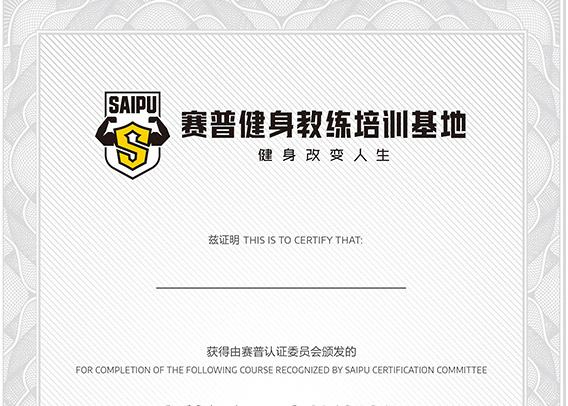 SAIPU
S
赛普健身教练培训基地
健身改变人生
兹证明 THIS IS TO CERTIFY THAT:
获得由赛普认证委员会颁发的
FOR COMPLETION OF THE FOLLOWING COURSE RECOGNIZED BY SAIPU CERTIFICATION COMMITTEE